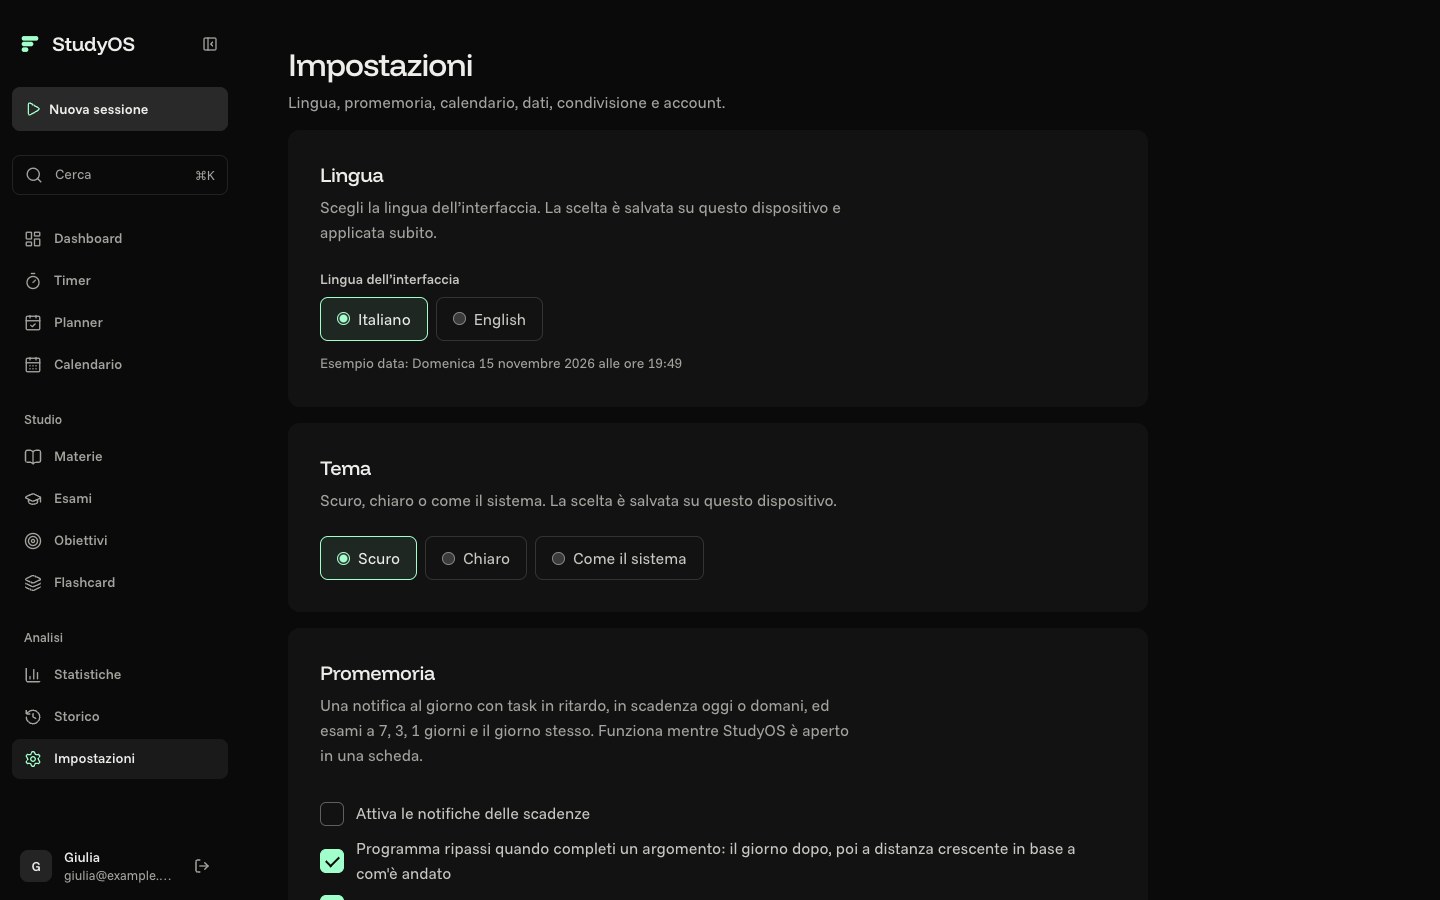 StudyOS
Nuova sessione
Cerca ⌘K
Dashboard
Timer
Planner
Calendario
Studio
Materie
Esami
Obiettivi
Flashcard
Analisi
Statistiche
Storico
Impostazioni
G
Giulia
giulia@example.…
Impostazioni
Lingua, promemoria, calendario, dati, condivisione e account.
Lingua
Scegli la lingua dell’interfaccia. La scelta è salvata su questo dispositivo e
applicata subito.
Lingua dell’interfaccia
Italiano
English
Esempio data: Domenica 15 novembre 2026 alle ore 19:49
Tema
Scuro, chiaro o come il sistema. La scelta è salvata su questo dispositivo.
Scuro
Chiaro
Come il sistema
Promemoria
Una notifica al giorno con task in ritardo, in scadenza oggi o domani, ed
esami a 7, 3, 1 giorni e il giorno stesso. Funziona mentre StudyOS è aperto
in una scheda.
Attiva le notifiche delle scadenze
Programma ripassi quando completi un argomento: il giorno dopo, poi a distanza crescente in base a
com'è andato